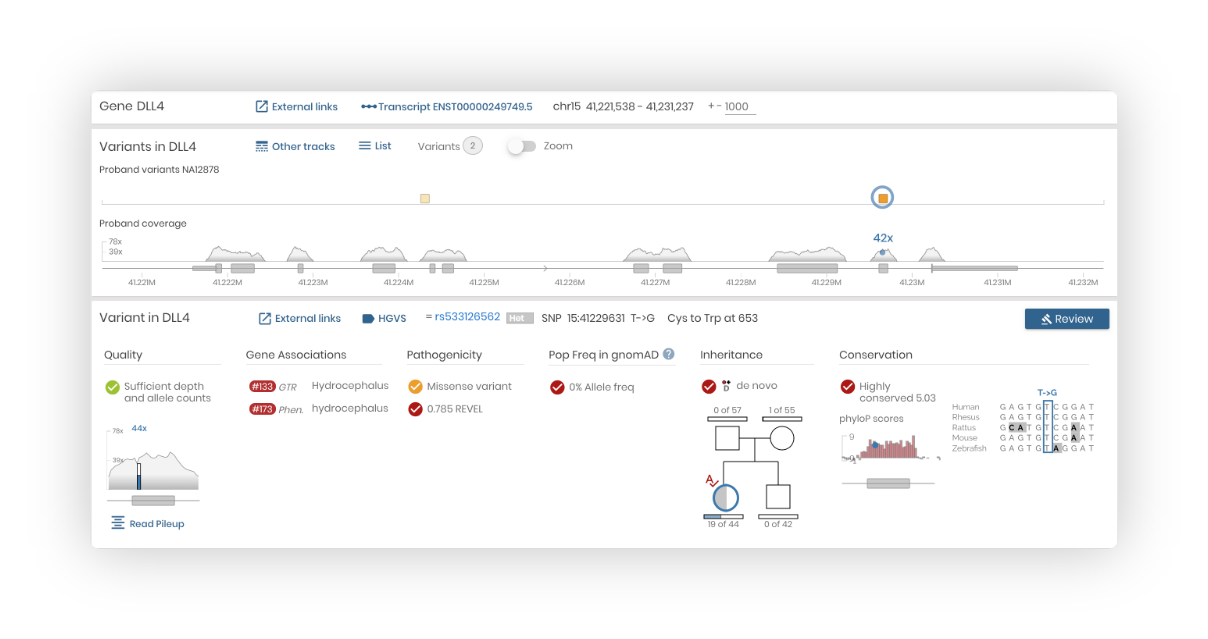 Gene DLL4 External links Transcript ENST00000249749.5 chr15 41,221,538 - 41,231,237 + - 1000
Variants in DLL4 Other tracks List Variants 2 Zoom
Proband variants NA12878
Proband coverage
42x
78x
39x
41.22M 41.222M 41.223M 41.224M 41.225M 41.226M 41.227M 41.228M 41.229M 41.23M 41.23M 41.232M
Variant in DLL4 External links HGVS = rs533126562 Het SNP 15:41229631 T->G Cys to Trp at 653 Review
Quality Gene Associations Pathogenicity Pop Freq in gnomAD ? Inheritance Conservation
Sufficient depth
and allele counts
78x 44x
39x
Read Pileup
#133 GTR Hydrocephalus
#173 Phen. hydrocephalus
Missense variant
0.785 REVEL
0% Allele freq
D de novo
0 of 57 1 of 55
A
19 of 44 0 of 42
Highly
conserved 5.03
phyloP scores
9
T->G
Human G A G T G T C G G A T
Rhesus G A G T G T C G G A T
Rattus G C A T G T C G A A T
Mouse G A G T G T C G A A T
Zebrafish G A G T G T A G G A T